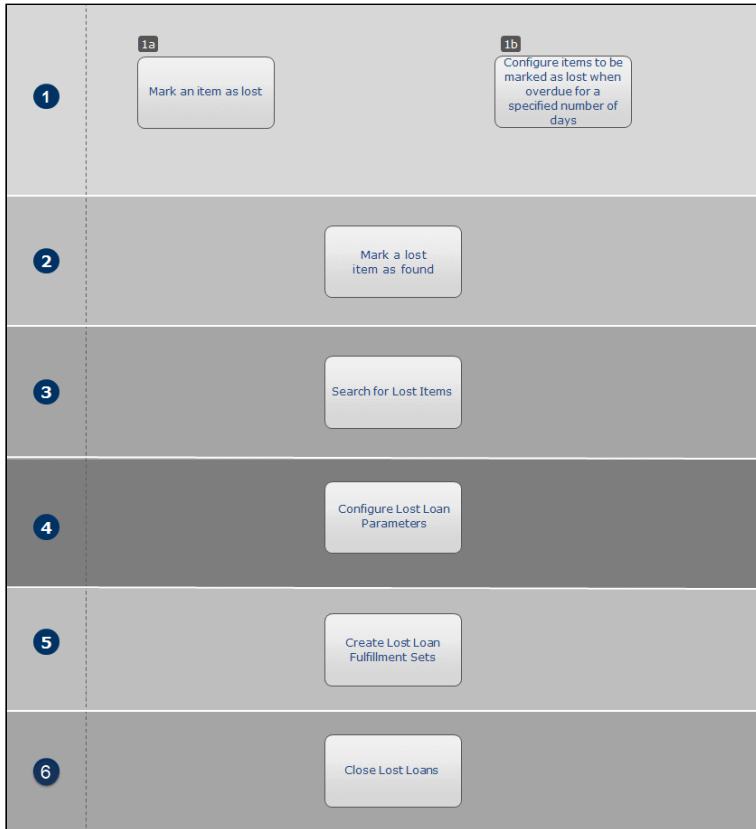 1a
1b
1
Mark an item as lost
Configure items to be
marked as lost when
overdue for a
specified number of
days
2
Mark a lost
item as found
3
Search for Lost Items
4
Configure Lost Loan
Parameters
5
Create Lost Loan
Fulfillment Sets
6
Close Lost Loans